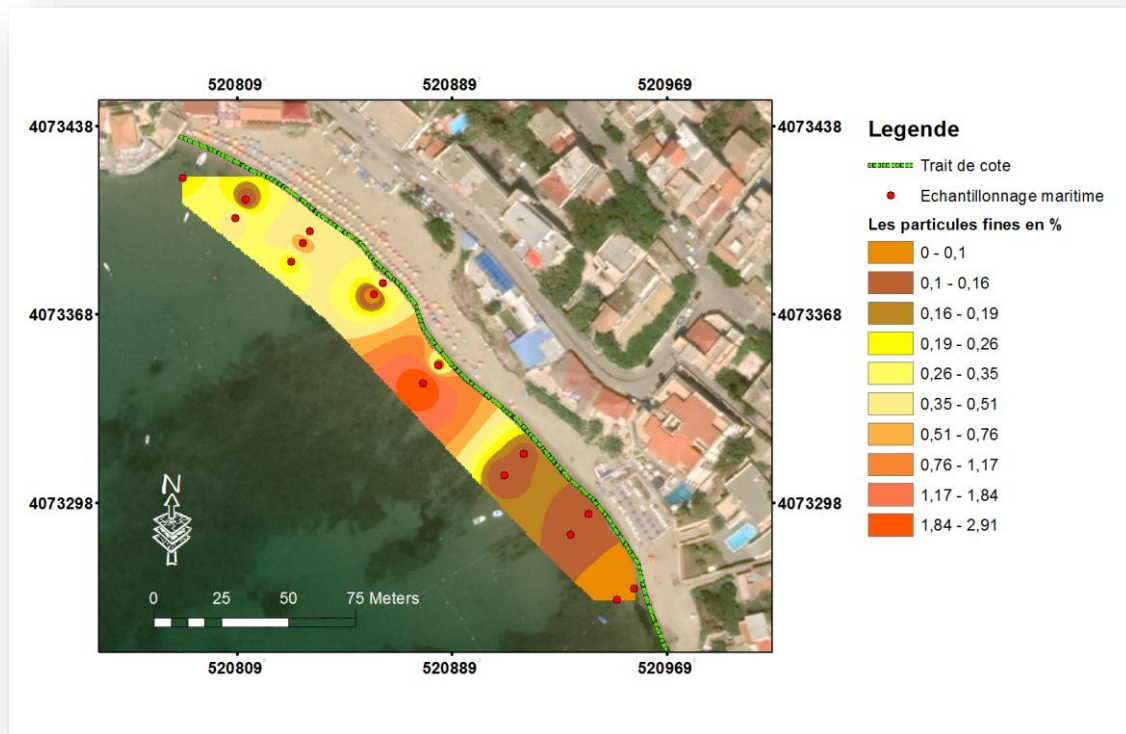 520809 520889 520969
4073438 4073438
4073368 4073368
4073298 4073298
N
0 25 50 75 Meters
520809 520889 520969
Legende
Trait de cote
Echantillonnage maritime
Les particules fines en %
0 - 0,1
0,1 - 0,16
0,16 - 0,19
0,19 - 0,26
0,26 - 0,35
0,35 - 0,51
0,51 - 0,76
0,76 - 1,17
1,17 - 1,84
1,84 - 2,91